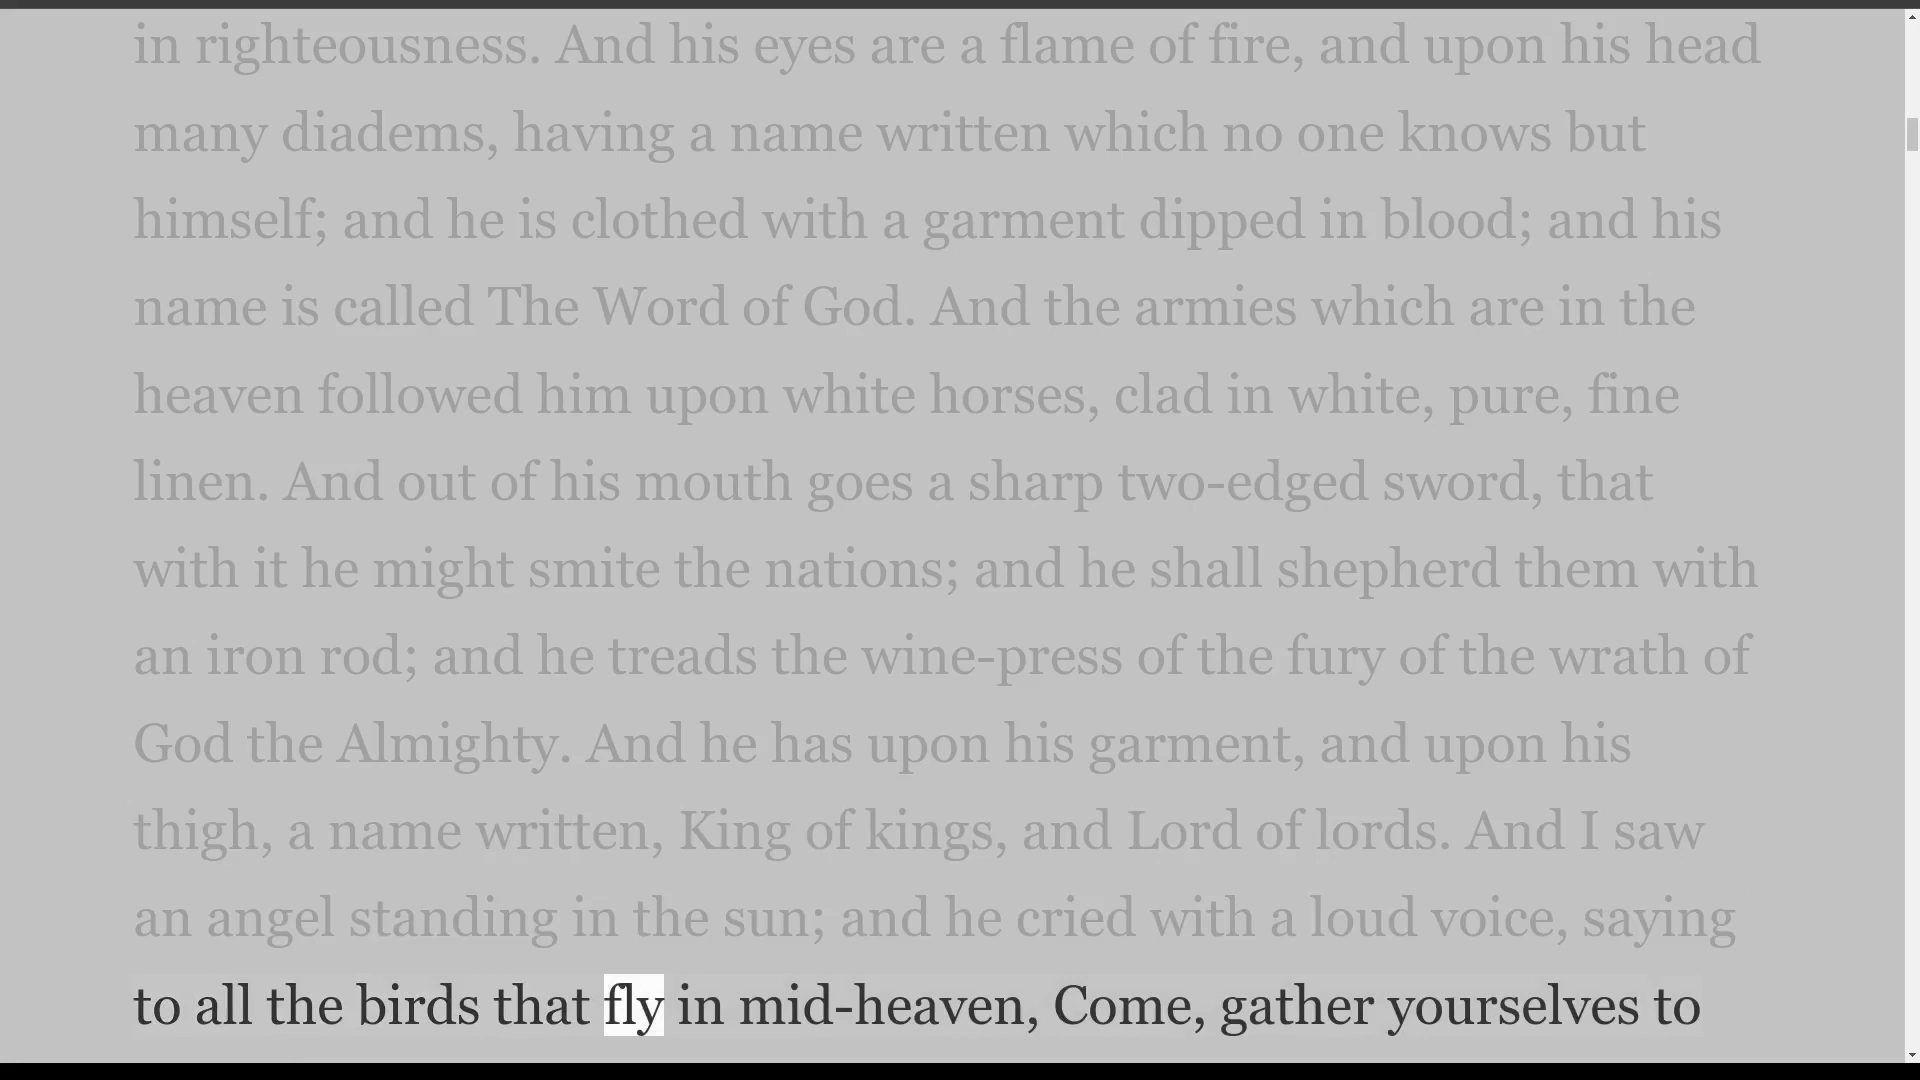 in righteousness. And his eyes are a flame of fire, and upon his head
many diadems, having a name written which no one knows but
himself; and he is clothed with a garment dipped in blood; and his
name is called The Word of God. And the armies which are in the
heaven followed him upon white horses, clad in white, pure, fine
linen. And out of his mouth goes a sharp two-edged sword, that
with it he might smite the nations; and he shall shepherd them with
an iron rod; and he treads the wine-press of the fury of the wrath of
God the Almighty. And he has upon his garment, and upon his
thigh, a name written, King of kings, and Lord of lords. And I saw
an angel standing in the sun; and he cried with a loud voice, saying
to all the birds that fly in mid-heaven, Come, gather yourselves to